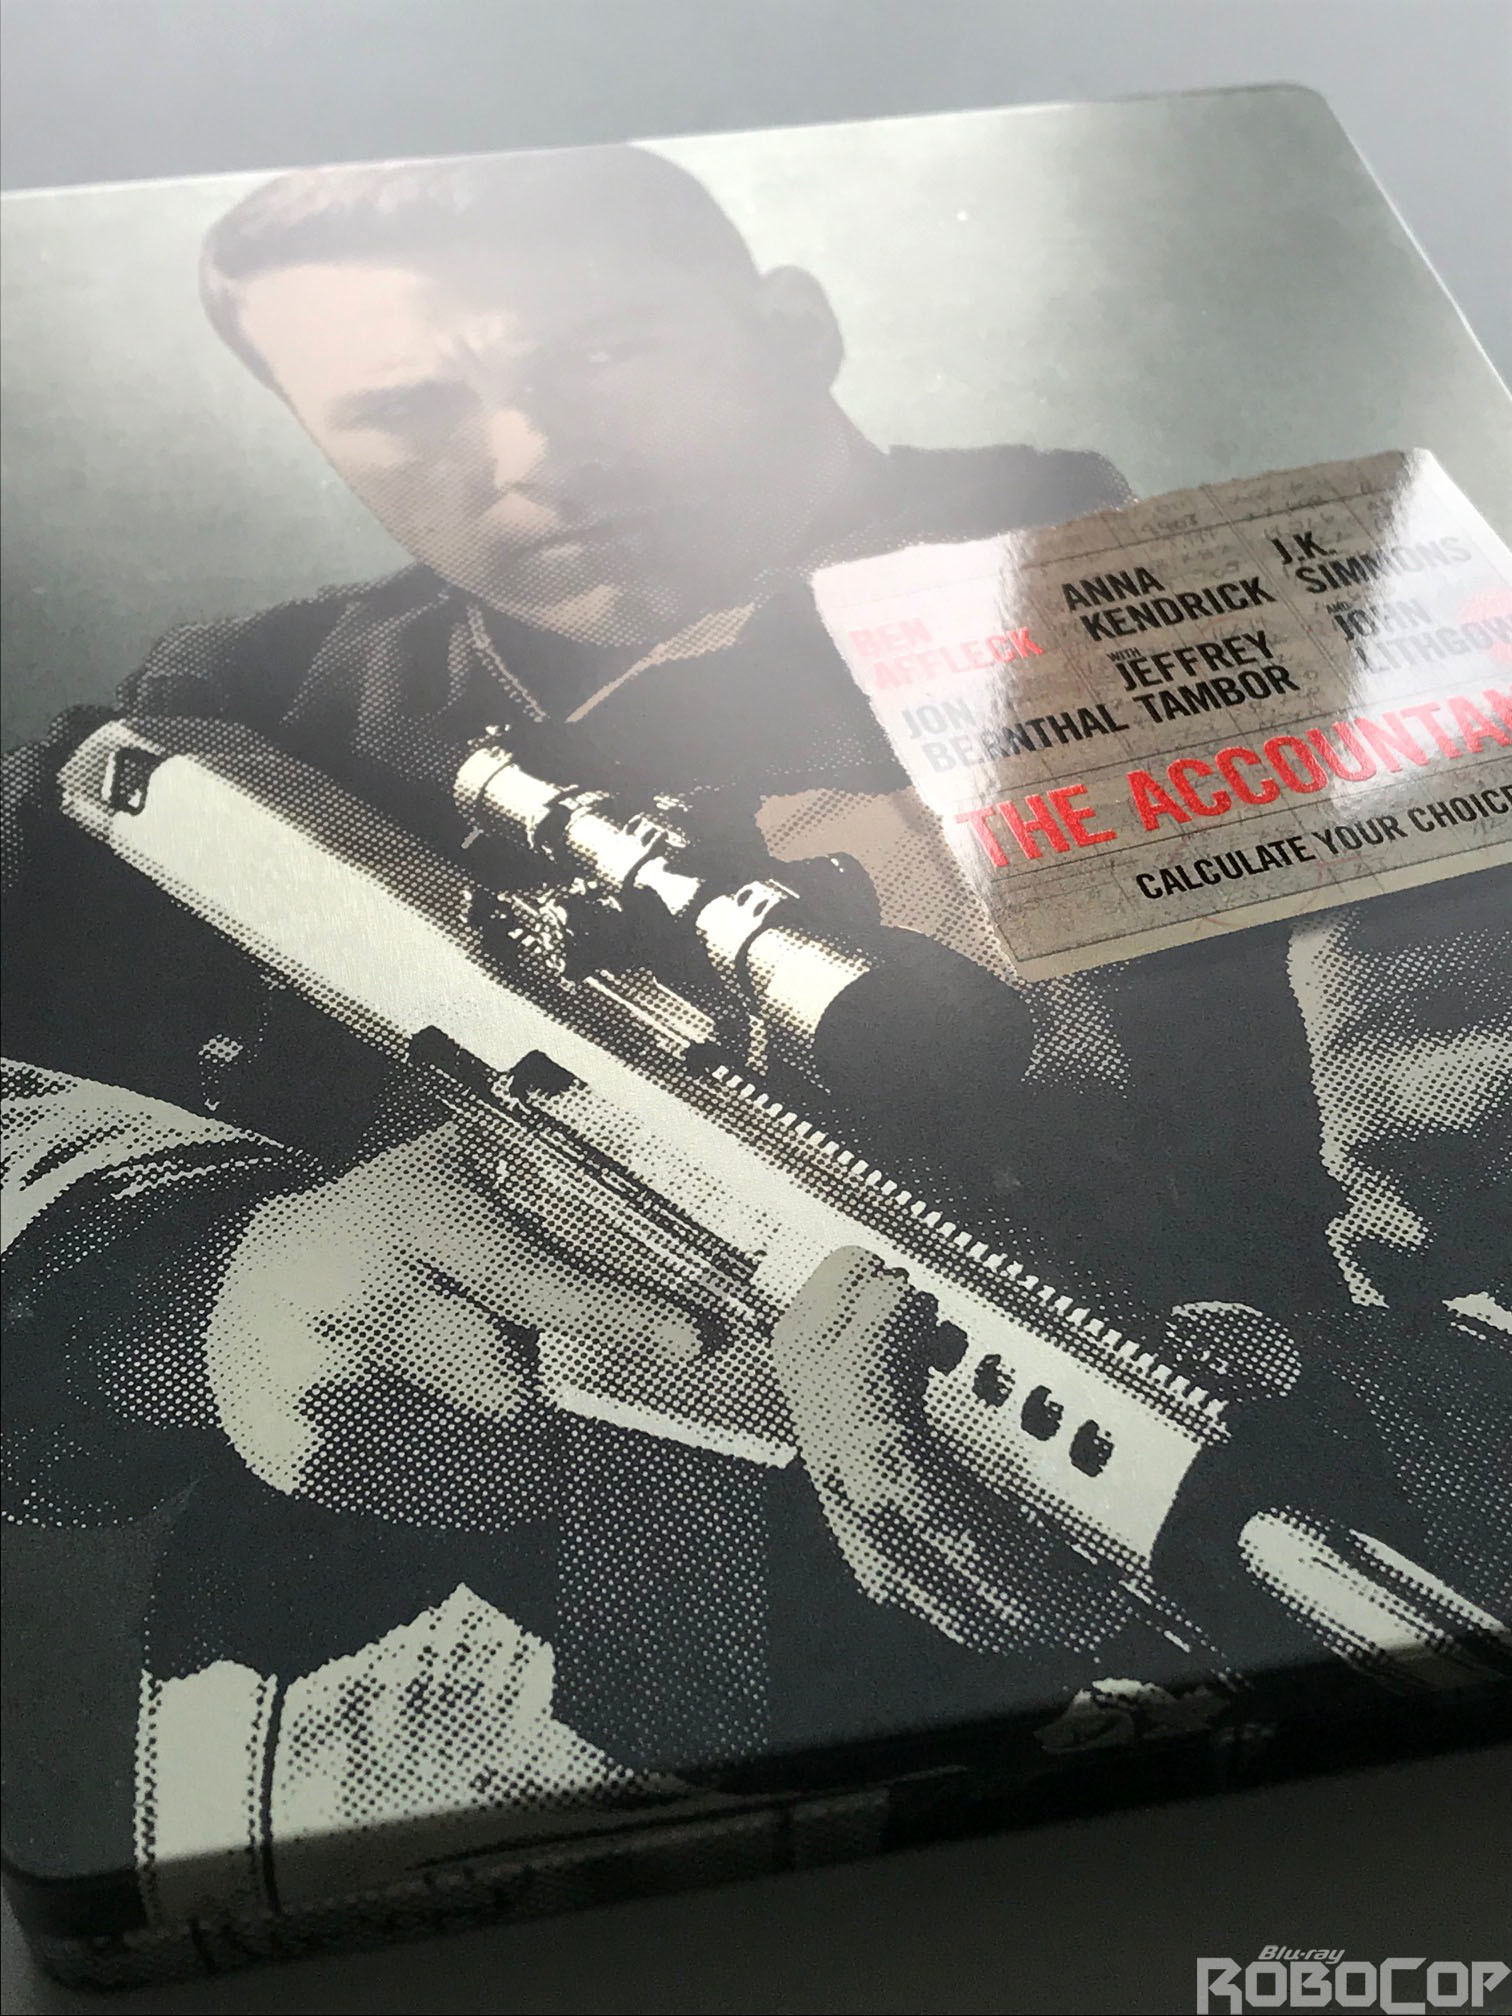 BEN
AFFLECK
ANNA
KENDRICK
J.K.
SIMMONS
JON
BERNTHAL
WITH
JEFFREY
TAMBOR
AND
JOHN
LITHGOW
THE ACCOUNTAN
CALCULATE YOUR CHOICE
Blu-ray
ROBOCOP